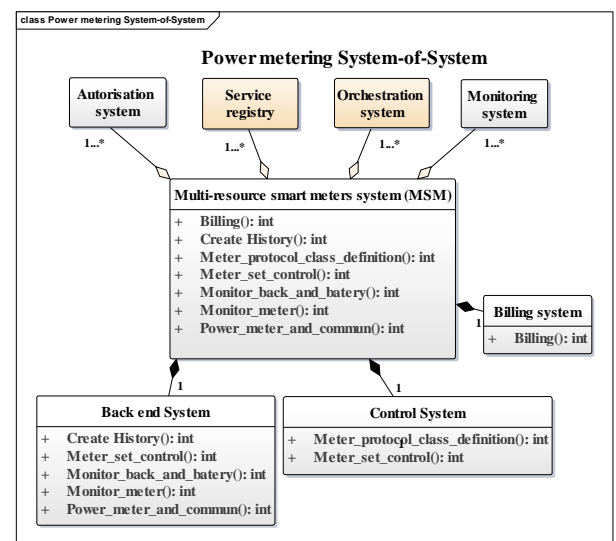 class Power metering System-of-System
Power metering System-of-System
Autorisation
system
Service
registry
Orchestration
system
Monitoring
system
1...*
1...*
1...*
1...*
Multi-resource smart meters system (MSM)
+ Billing(): int
+ Create History(): int
+ Meter_protocol_class_definition(): int
+ Meter_set_control(): int
+ Monitor_back_and_batery(): int
+ Monitor_meter(): int
+ Power_meter_and_commun(): int
1
Billing system
+ Billing(): int
1
1
Back end System
+ Create History(): int
+ Meter_set_control(): int
+ Monitor_back_and_batery(): int
+ Monitor_meter(): int
+ Power_meter_and_commun(): int
Control System
+ Meter_protocol_class_definition(): int
+ Meter_set_control(): int